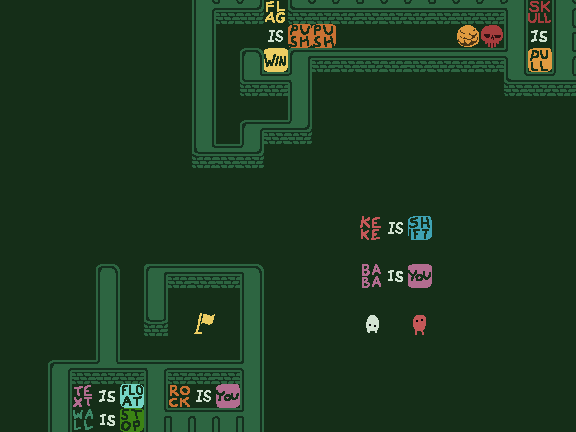 FLAG
IS PUSH PUSH
WIN
SKULL
IS
PULL
KEKE IS SHIFT
BABA IS YOU
TEXT IS FLOAT
WALL IS STOP
ROCK IS YOU